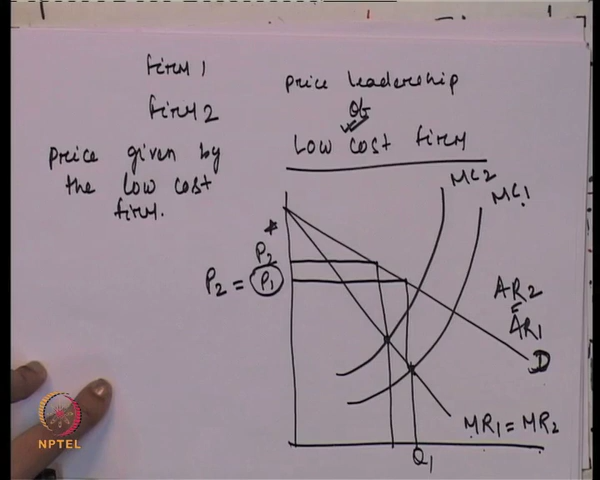 Firm 1
Firm 2
price given by
the low cost
firm.
price leadership
of
Low cost firm
MC2
MC1
P2
P2 = P1
AR2
=
AR1
D
MR1 = MR2
Q1
NPTEL